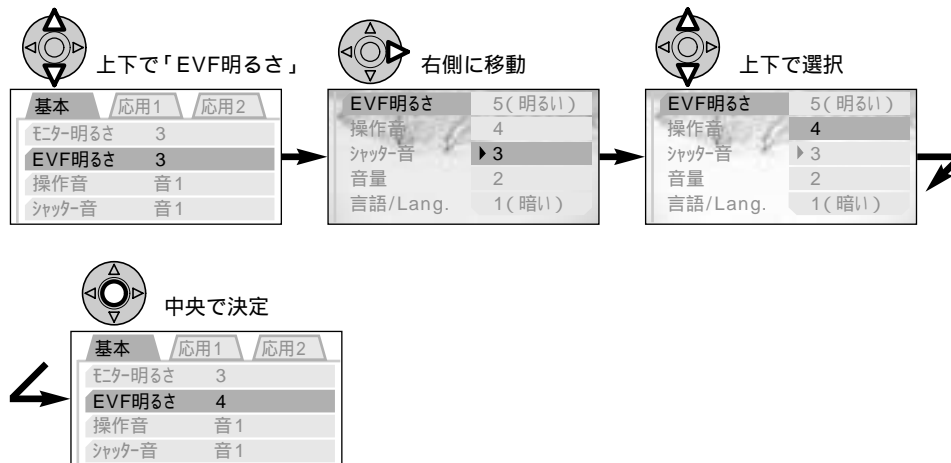 上下で「EVF明るさ」
基本 応用1 応用2
ﾓﾆﾀｰ明るさ 3
EVF明るさ 3
操作音 音1
ｼｬｯﾀｰ音 音1
右側に移動
EVF明るさ 5(明るい)
操作音 4
ｼｬｯﾀｰ音 3
音量 2
言語/Lang. 1(暗い)
上下で選択
EVF明るさ 5(明るい)
操作音 4
ｼｬｯﾀｰ音 3
音量 2
言語/Lang. 1(暗い)
中央で決定
基本 応用1 応用2
ﾓﾆﾀｰ明るさ 3
EVF明るさ 4
操作音 音1
ｼｬｯﾀｰ音 音1